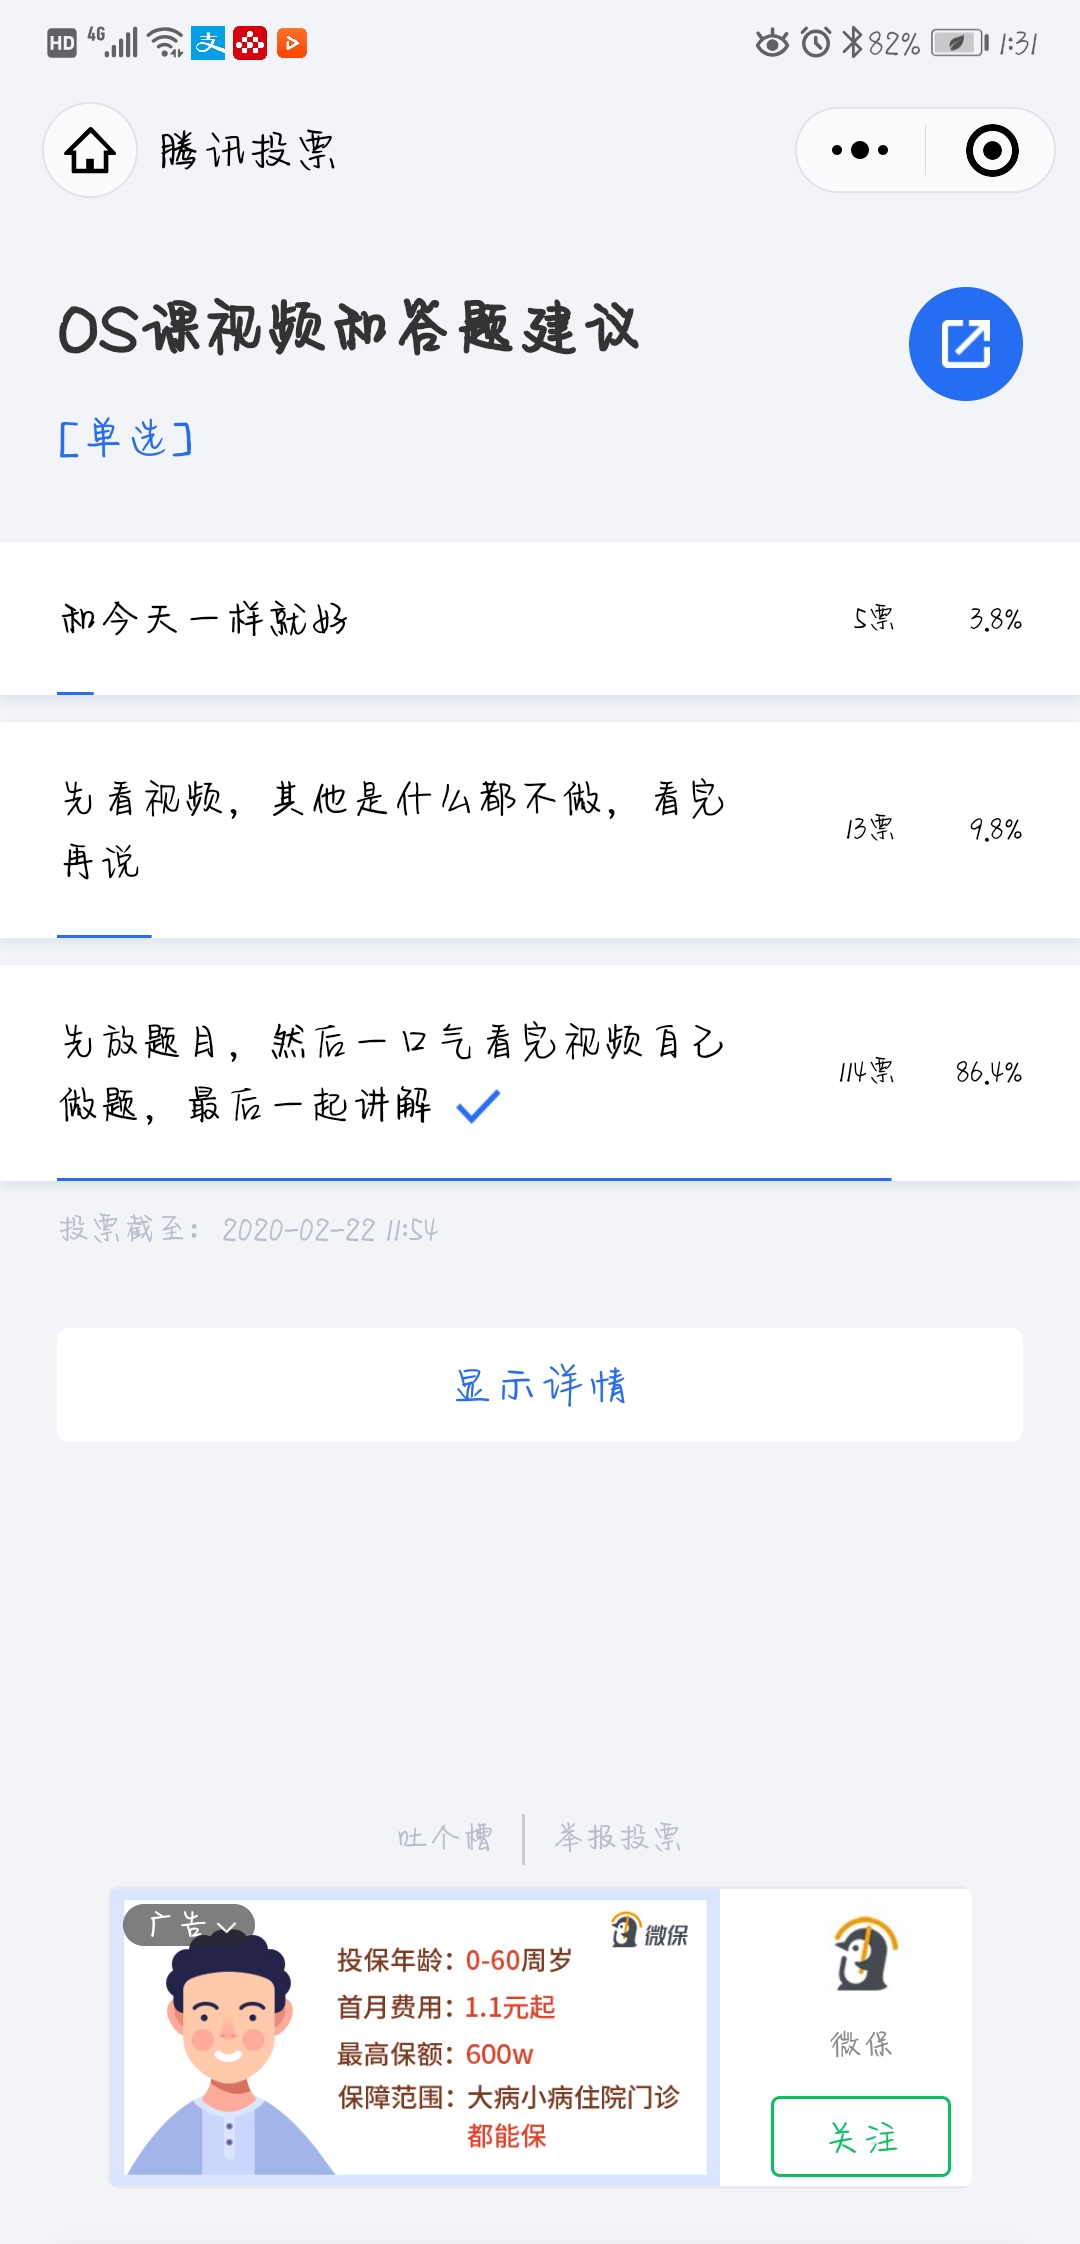 HD 4G 支 82% 1:31
腾讯投票
OS课视频和答题建议
[单选]
和今天一样就好 5票 3.8%
先看视频，其他是什么都不做，看完
再说
13票 9.8%
先放题目，然后一口气看完视频自己
做题，最后一起讲解
114票 86.4%
投票截至：2020-02-22 11:54
显示详情
吐个槽 | 举报投票
广告
微保
投保年龄：0-60周岁
首月费用：1.1元起
最高保额：600w
保障范围：大病小病住院门诊
都能保
微保
关注